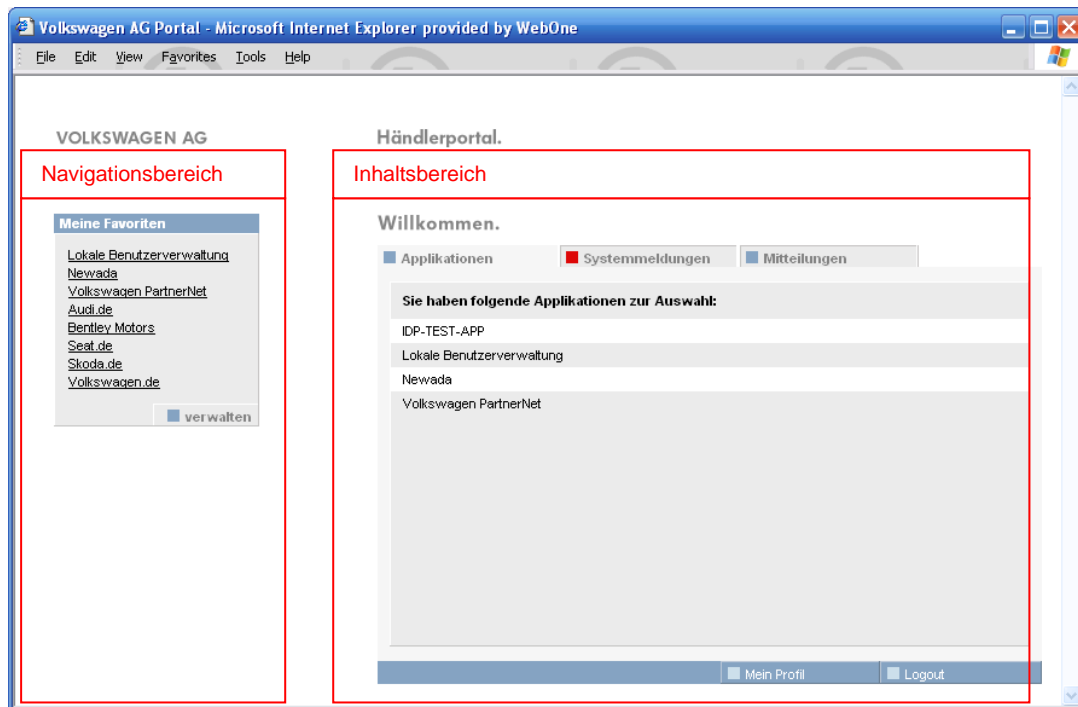 Volkswagen AG Portal - Microsoft Internet Explorer provided by WebOne
File Edit View Favorites Tools Help
VOLKSWAGEN AG
Händlerportal.
Navigationsbereich
Inhaltsbereich
Meine Favoriten
Lokale Benutzerverwaltung
Newada
Volkswagen PartnerNet
Audi.de
Bentley Motors
Seat.de
Skoda.de
Volkswagen.de
verwalten
Willkommen.
Applikationen Systemmeldungen Mitteilungen
Sie haben folgende Applikationen zur Auswahl:
IDP-TEST-APP
Lokale Benutzerverwaltung
Newada
Volkswagen PartnerNet
Mein Profil Logout